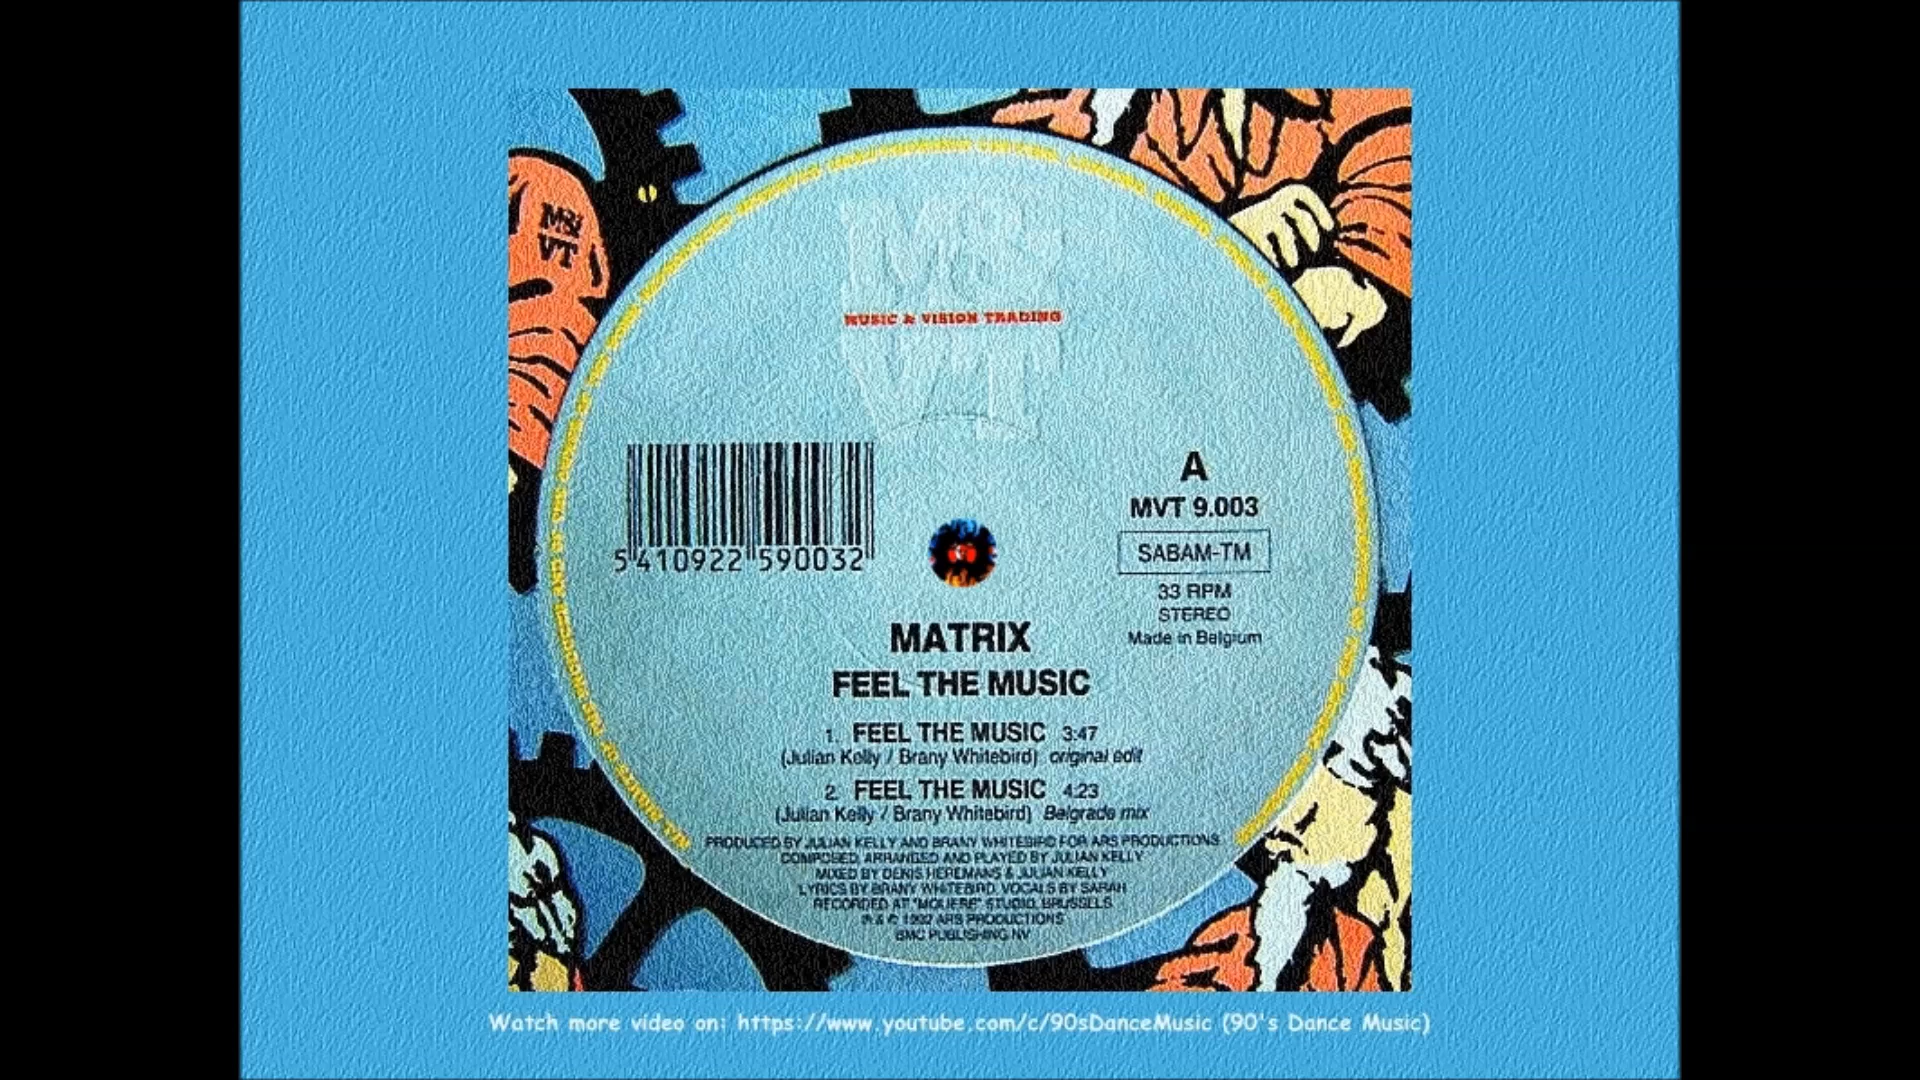 M&
VT
M&
VT
MUSIC & VISION TRADING
5 410922 590032
A
MVT 9.003
SABAM-TM
33 RPM
STEREO
Made in Belgium
MATRIX
FEEL THE MUSIC
1. FEEL THE MUSIC 3:47
(Julian Kelly / Brany Whitebird) original edit
2. FEEL THE MUSIC 4:23
(Julian Kelly / Brany Whitebird) Belgrade mix
PRODUCED BY JULIAN KELLY AND BRANY WHITEBIRD FOR ARS PRODUCTIONS
COMPOSED, ARRANGED AND PLAYED BY JULIAN KELLY
MIXED BY DENIS HEREMANS & JULIAN KELLY
LYRICS BY BRANY WHITEBIRD, VOCALS BY SARAH
RECORDED AT "MOLIERE" STUDIO, BRUSSELS
℗ & © 1992 ARS PRODUCTIONS
BMC PUBLISHING NV
Watch more video on: https://www.youtube.com/c/90sDanceMusic (90's Dance Music)